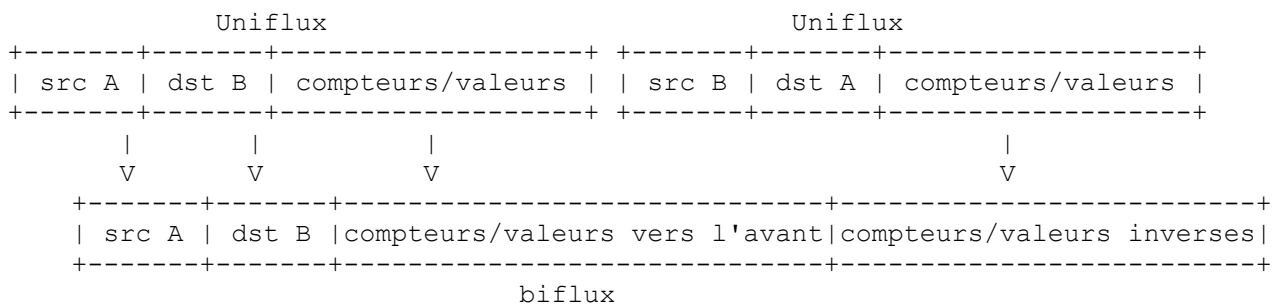 Uniflux Uniflux
+-------+-------+-------------------+ +-------+-------+-------------------+
| src A | dst B | compteurs/valeurs | | src B | dst A | compteurs/valeurs |
+-------+-------+-------------------+ +-------+-------+-------------------+
| | | |
V V V V
+-------+-------+------------------------------+--------------------------+
| src A | dst B |compteurs/valeurs vers l'avant|compteurs/valeurs inverses|
+-------+-------+------------------------------+--------------------------+
biflux